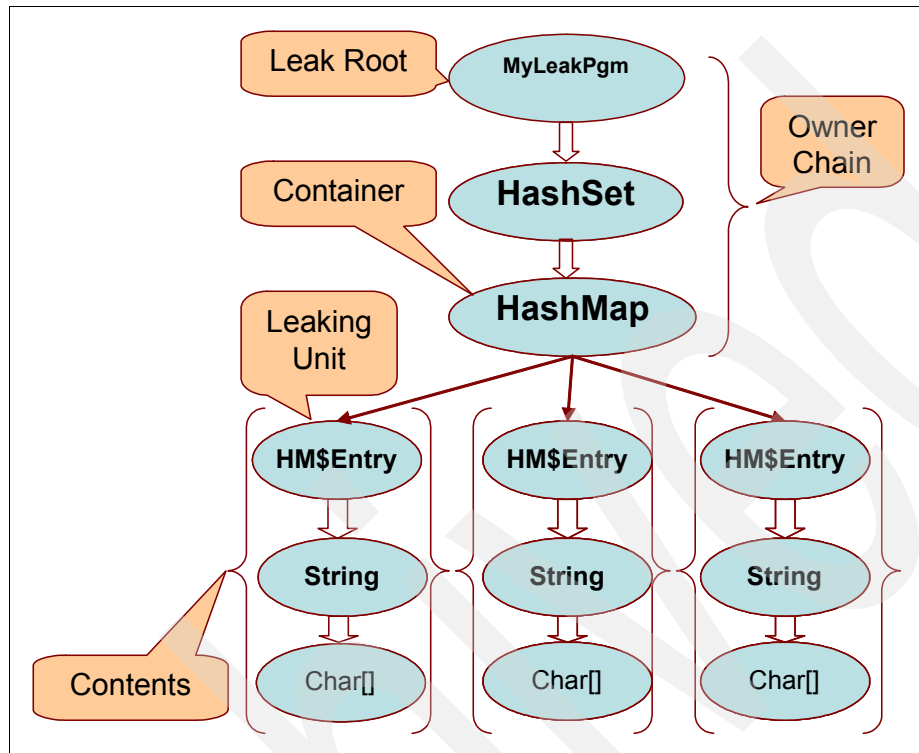 Leak Root
MyLeakPgm
Owner
Chain
Container
HashSet
HashMap
Leaking
Unit
HM$Entry
HM$Entry
HM$Entry
String
String
String
Contents
Char[]
Char[]
Char[]